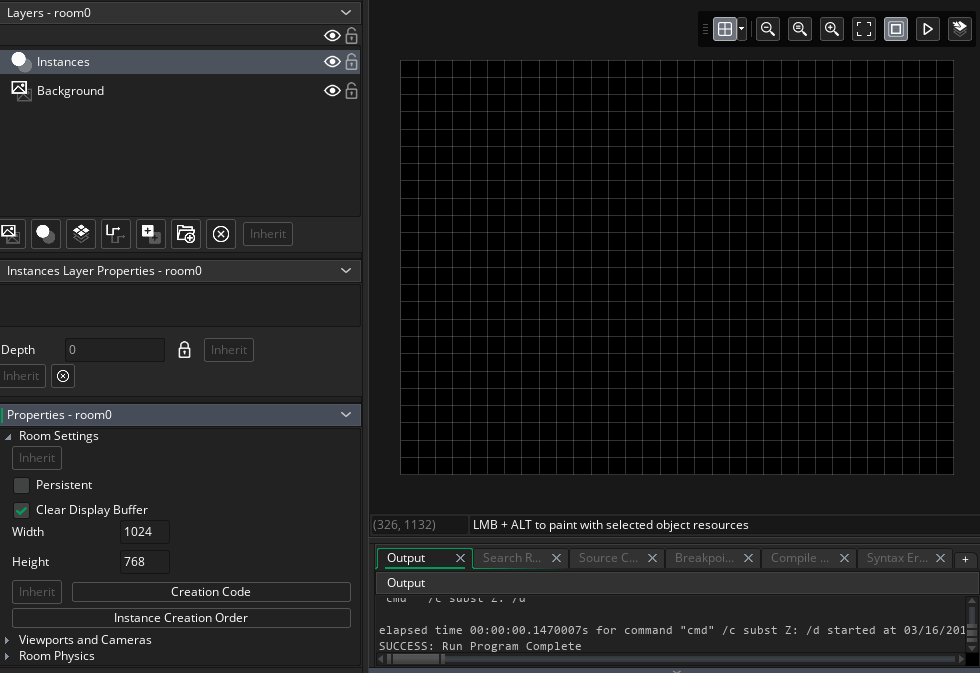 Layers - room0
Instances
Background
Inherit
Instances Layer Properties - room0
Depth 0 Inherit
Inherit
Properties - room0
Room Settings
Inherit
Persistent
Clear Display Buffer
Width 1024
Height 768
Inherit Creation Code
Instance Creation Order
Viewports and Cameras
Room Physics
(326, 1132) LMB + ALT to paint with selected object resources
Output Search R... Source C... Breakpoi... Compile ... Syntax Er... +
Output
"cmd" /c subst Z: /d
elapsed time 00:00:00.1470007s for command "cmd" /c subst Z: /d started at 03/16/201
SUCCESS: Run Program Complete